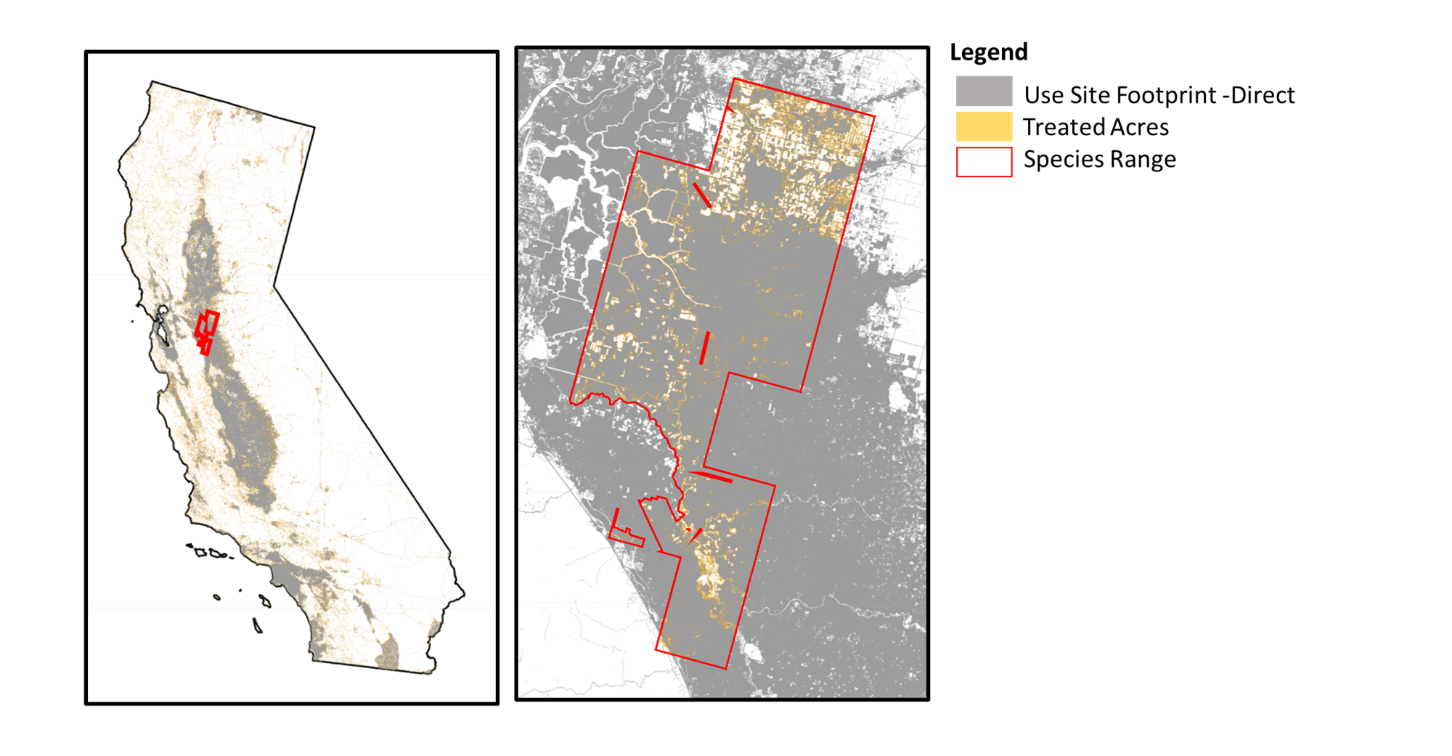 Legend
Use Site Footprint -Direct
Treated Acres
Species Range